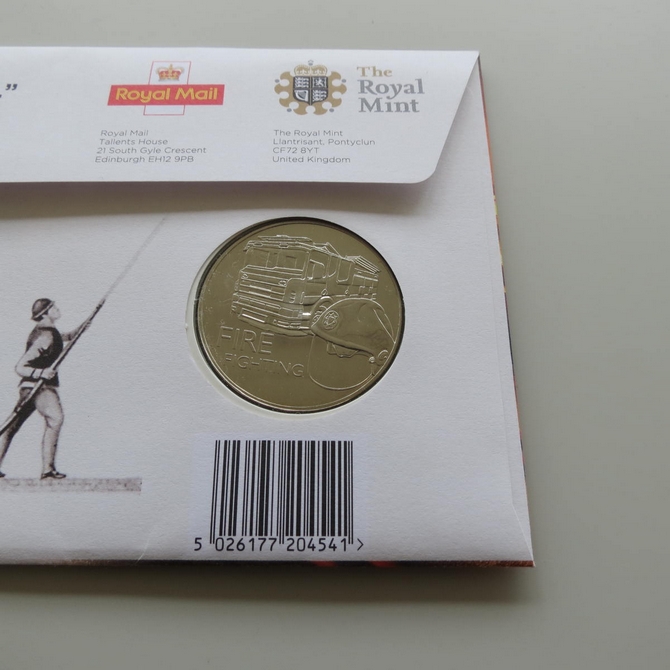 .”
Royal Mail
The
Royal
Mint
Royal Mail
Tallents House
21 South Gyle Crescent
Edinburgh EH12 9PB
The Royal Mint
Llantrisant, Pontyclun
CF72 8YT
United Kingdom
FIRE
FIGHTING
5 026177 204541 >